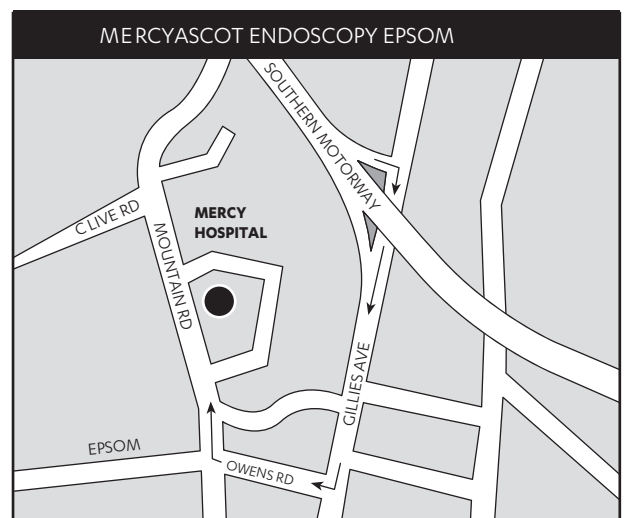 MERCYASCOT ENDOSCOPY EPSOM
SOUTHERN MOTORWAY
CLIVE RD
MERCY
HOSPITAL
MOUNTAIN RD
GILLIES AVE
EPSOM
OWENS RD